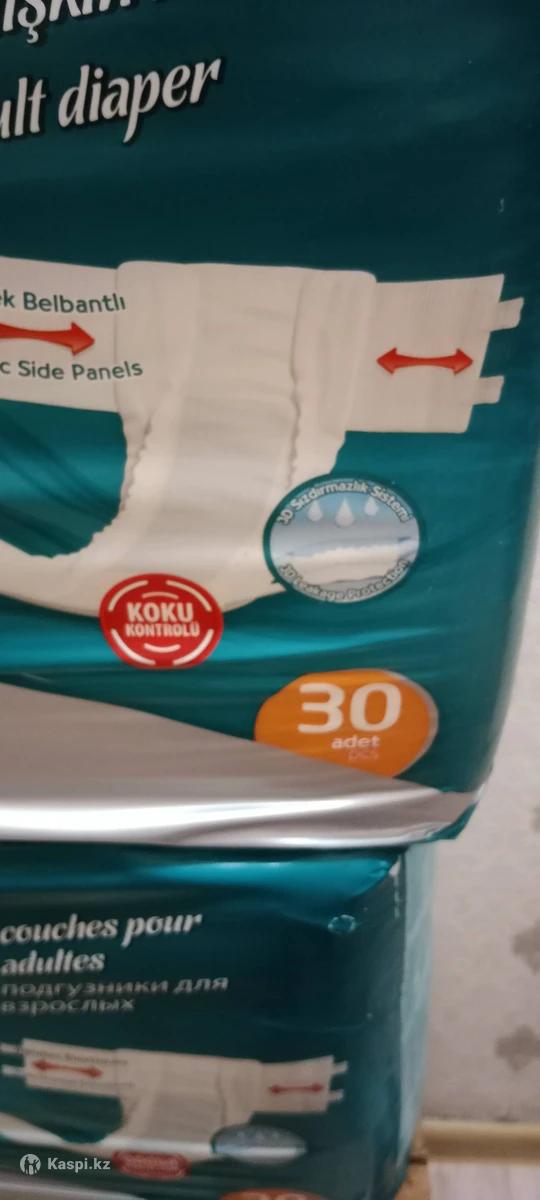 diaper
Belbantlı
Side Panels
3D Sızdırmazlık Sistemi
3D Leakage Protection
KOKU
KONTROLÜ
30
adet
pcs
couches pour
adultes
подгузники для
взрослых
Kaspi.kz